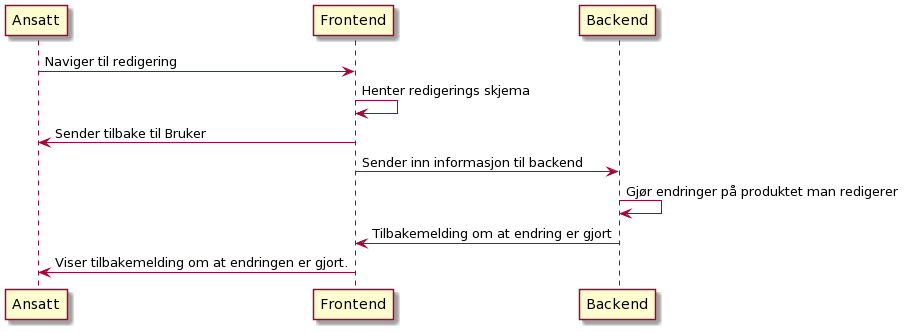 Ansatt
Frontend
Backend
Naviger til redigering
Henter redigerings skjema
Sender tilbake til Bruker
Sender inn informasjon til backend
Gjør endringer på produktet man redigerer
Tilbakemelding om at endring er gjort
Viser tilbakemelding om at endringen er gjort.
Ansatt
Frontend
Backend